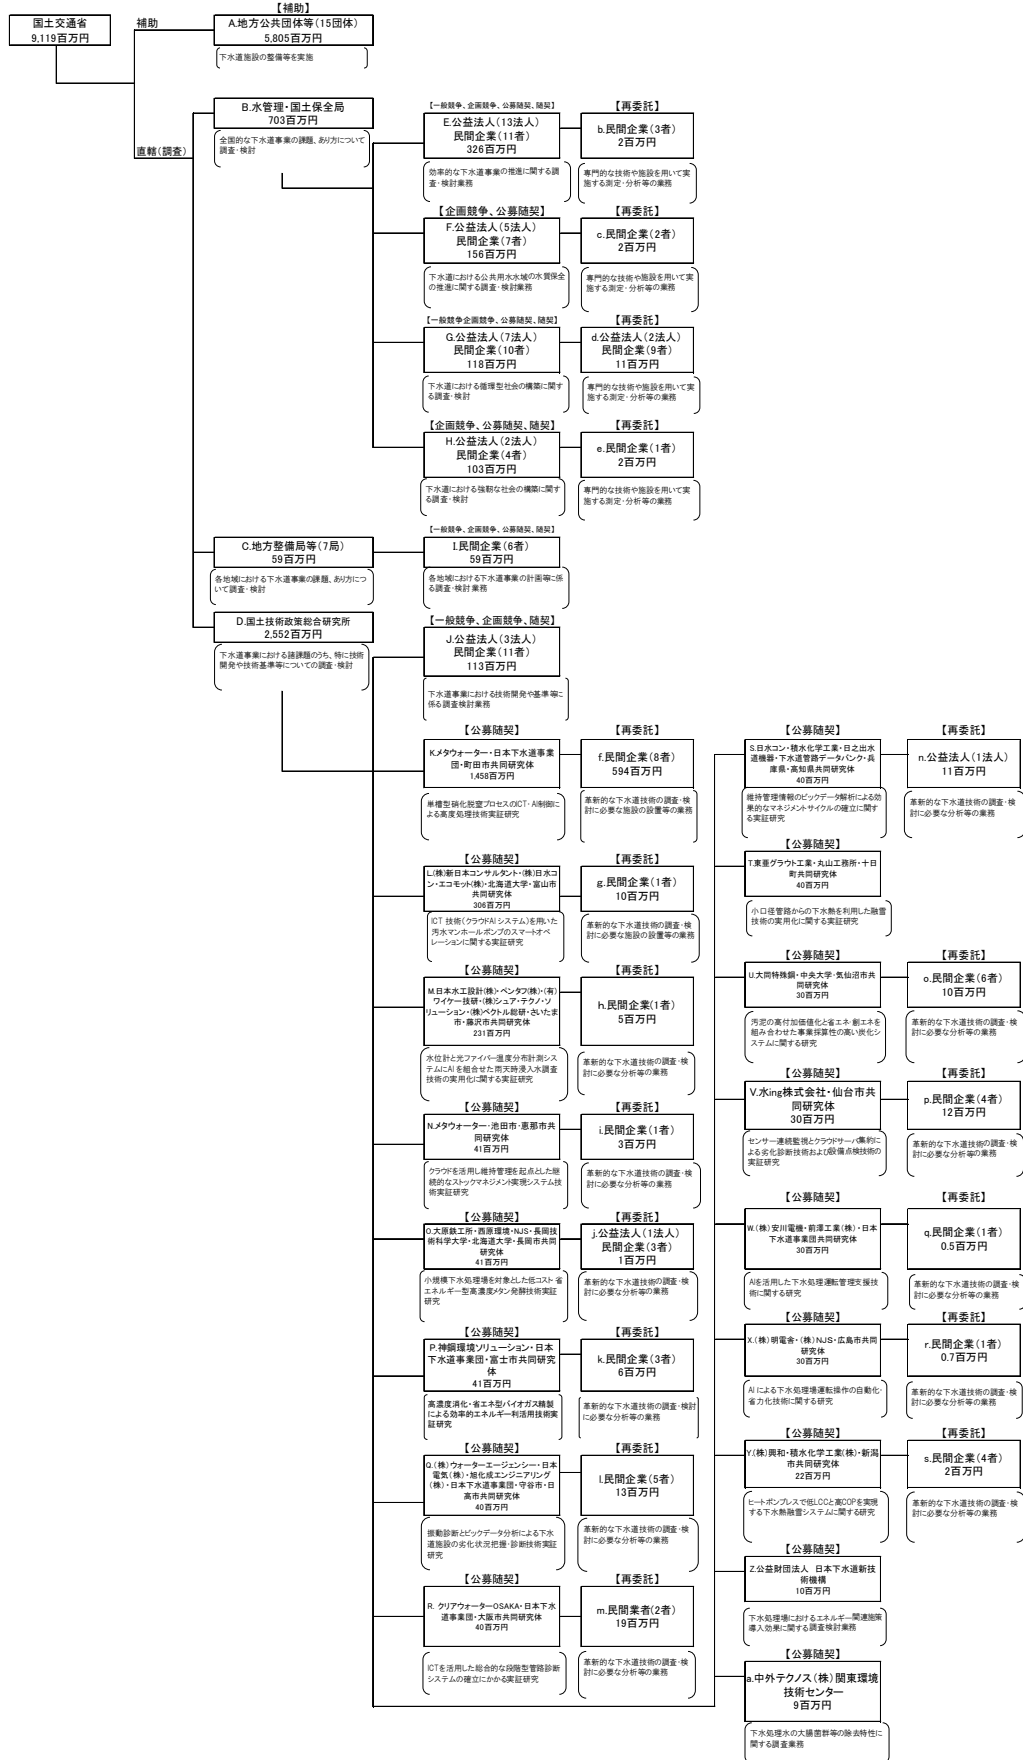 国土交通省
9,119百万円
補助
【補助】
A.地方公共団体等(15団体)
5,805百万円
下水道施設の整備等を実施
直轄(調査)
B.水管理・国土保全局
703百万円
全国的な下水道事業の課題、あり方について
調査・検討
【一般競争、企画競争、公募随契、随契】
E.公益法人(13法人)
民間企業(11者)
326百万円
効率的な下水道事業の推進に関する調
査・検討業務
【再委託】
b.民間企業(3者)
2百万円
専門的な技術や施設を用いて実
施する測定・分析等の業務
【企画競争、公募随契】
F.公益法人(5法人)
民間企業(7者)
156百万円
下水道における公共用水水域の水質保全
の推進に関する調査・検討業務
【再委託】
c.民間企業(2者)
2百万円
専門的な技術や施設を用いて実
施する測定・分析等の業務
【一般競争企画競争、公募随契、随契】
G.公益法人(7法人)
民間企業(10者)
118百万円
下水道における循環型社会の構築に関す
る調査・検討
【再委託】
d.公益法人(2法人)
民間企業(9者)
11百万円
専門的な技術や施設を用いて実
施する測定・分析等の業務
【企画競争、公募随契、随契】
H.公益法人(2法人)
民間企業(4者)
103百万円
下水道における強靭な社会の構築に関す
る調査・検討
【再委託】
e.民間企業(1者)
2百万円
専門的な技術や施設を用いて実
施する測定・分析等の業務
C.地方整備局等(7局)
59百万円
各地域における下水道事業の課題、あり方につ
いて調査・検討
【一般競争、企画競争、公募随契、随契】
I.民間企業(6者)
59百万円
各地域における下水道事業の計画等に係
る調査・検討業務
D.国土技術政策総合研究所
2,552百万円
下水道事業における諸課題のうち、特に技術
開発や技術基準等についての調査・検討
【一般競争、企画競争、随契】
J.公益法人(3法人)
民間企業(11者)
113百万円
下水道事業における技術開発や基準等に
係る調査検討業務
【公募随契】
K.メタウォーター・日本下水道事業
団・町田市共同研究体
1,458百万円
単槽型硝化脱窒プロセスのICT・AI制御に
よる高度処理技術実証研究
【再委託】
f.民間企業(8者)
594百万円
革新的な下水道技術の調査・検
討に必要な施設の設置等の業務
【公募随契】
L.(株)新日本コンサルタント・(株)日水コ
ン・エコモット(株)・北海道大学・富山市
共同研究体
306百万円
ICT 技術(クラウドAIシステム)を用いた
汚水マンホールポンプのスマートオペ
レーションに関する実証研究
【再委託】
g.民間企業(1者)
10百万円
革新的な下水道技術の調査・検
討に必要な施設の設置等の業務
【公募随契】
M.日本水工設計(株)・ペンタフ(株)・(有)
ワイケー技研・(株)シュア・テクノ・ソ
リューション・(株)ベクトル総研・さいたま
市・藤沢市共同研究体
231百万円
水位計と光ファイバー温度分布計測シス
テムにAIを組合せた雨天時浸入水調査
技術の実用化に関する実証研究
【再委託】
h.民間企業(1者)
5百万円
革新的な下水道技術の調査・検
討に必要な分析等の業務
【公募随契】
N.メタウォーター・池田市・恵那市共
同研究体
41百万円
クラウドを活用し維持管理を起点とした継
続的なストックマネジメント実現システム技
術実証研究
【再委託】
i.民間企業(1者)
3百万円
革新的な下水道技術の調査・検
討に必要な分析等の業務
【公募随契】
O.大原鉄工所・西原環境・NJS・長岡技
術科学大学・北海道大学・長岡市共同
研究体
41百万円
小規模下水処理場を対象とした低コスト・省
エネルギー型高濃度メタン発酵技術実証
研究
【再委託】
j.公益法人(1法人)
民間企業(3者)
1百万円
革新的な下水道技術の調査・検
討に必要な分析等の業務
【公募随契】
P.神鋼環境ソリューション・日本
下水道事業団・富士市共同研究
体
41百万円
高濃度消化・省エネ型バイオガス精製
による効率的エネルギー利活用技術実
証研究
【再委託】
k.民間企業(3者)
6百万円
革新的な下水道技術の調査・検討
に必要な分析等の業務
【公募随契】
Q.(株)ウォーターエージェンシー・日本
電気(株)・旭化成エンジニアリング
(株)・日本下水道事業団・守谷市・日
高市共同研究体
40百万円
振動診断とビックデータ分析による下水
道施設の劣化状況把握・診断技術実証
研究
【再委託】
l.民間企業(5者)
13百万円
革新的な下水道技術の調査・検
討に必要な分析等の業務
【公募随契】
R. クリアウォーターOSAKA・日本下水
道事業団・大阪市共同研究体
40百万円
ICTを活用した総合的な段階型管路診断
システムの確立にかかる実証研究
【再委託】
m.民間業者(2者)
19百万円
革新的な下水道技術の調査・検
討に必要な分析等の業務
【公募随契】
S.日水コン・積水化学工業・日之出水
道機器・下水道管路データバンク・兵
庫県・高知県共同研究体
40百万円
維持管理情報のビックデータ解析による効
果的なマネジメントサイクルの確立に関す
る実証研究
【再委託】
n.公益法人(1法人)
11百万円
革新的な下水道技術の調査・検
討に必要な分析等の業務
【公募随契】
T.東亜グラウト工業・丸山工務所・十日
町共同研究体
40百万円
小口径管路からの下水熱を利用した融雪
技術の実用化に関する実証研究
【公募随契】
U.大同特殊鋼・中央大学・気仙沼市共
同研究体
30百万円
汚泥の高付加価値化と省エネ・創エネを
組み合わせた事業採算性の高い炭化シ
ステムに関する研究
【再委託】
o.民間企業(6者)
10百万円
革新的な下水道技術の調査・検
討に必要な分析等の業務
【公募随契】
V.水ing株式会社・仙台市共
同研究体
30百万円
センサー連続監視とクラウドサーバ集約に
よる劣化診断技術および設備点検技術の
実証研究
【再委託】
p.民間企業(4者)
12百万円
革新的な下水道技術の調査・検
討に必要な分析等の業務
【公募随契】
W.(株)安川電機・前澤工業(株)・日本
下水道事業団共同研究体
30百万円
AIを活用した下水処理運転管理支援技
術に関する研究
【再委託】
q.民間企業(1者)
0.5百万円
革新的な下水道技術の調査・検
討に必要な分析等の業務
【公募随契】
X.(株)明電舎・(株)NJS・広島市共同
研究体
30百万円
AIによる下水処理場運転操作の自動化・
省力化技術に関する研究
【再委託】
r.民間企業(1者)
0.7百万円
革新的な下水道技術の調査・検
討に必要な分析等の業務
【公募随契】
Y.(株)興和・積水化学工業(株)・新潟
市共同研究体
22百万円
ヒートポンプレスで低LCCと高COPを実現
する下水熱融雪システムに関する研究
【再委託】
s.民間企業(4者)
2百万円
革新的な下水道技術の調査・検
討に必要な分析等の業務
【公募随契】
Z.公益財団法人 日本下水道新技
術機構
10百万円
下水処理場におけるエネルギー関連施策
導入効果に関する調査検討業務
【公募随契】
a.中外テクノス(株)関東環境
技術センター
9百万円
下水処理水の大腸菌群等の除去特性に
関する調査業務